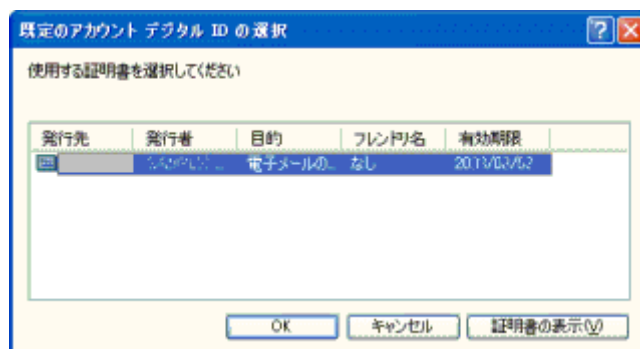 既定のアカウント デジタル ID の選択
使用する証明書を選択してください
発行先 発行者 目的 フレンドリ名 有効期限
電子メールの... なし
OK キャンセル 証明書の表示(V)